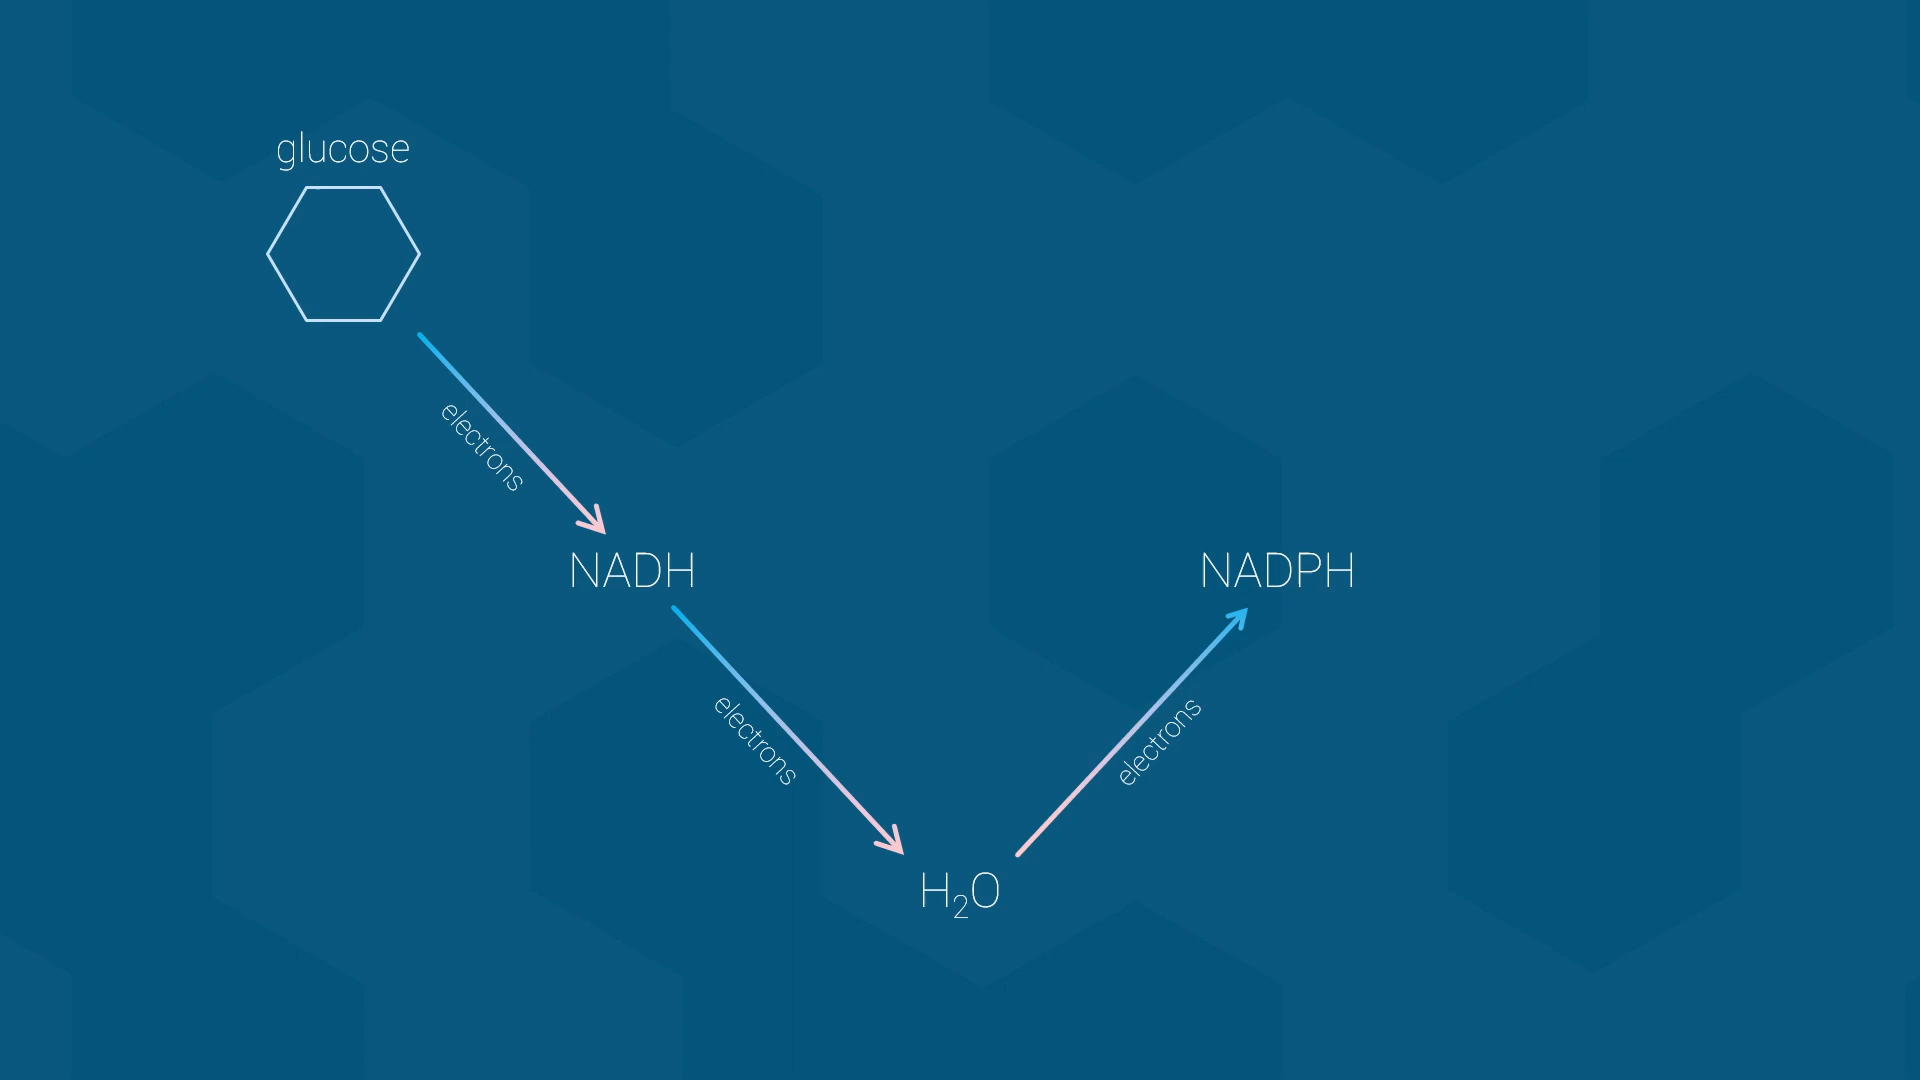 glucose
electrons
NADH
NADPH
electrons
electrons
H₂O